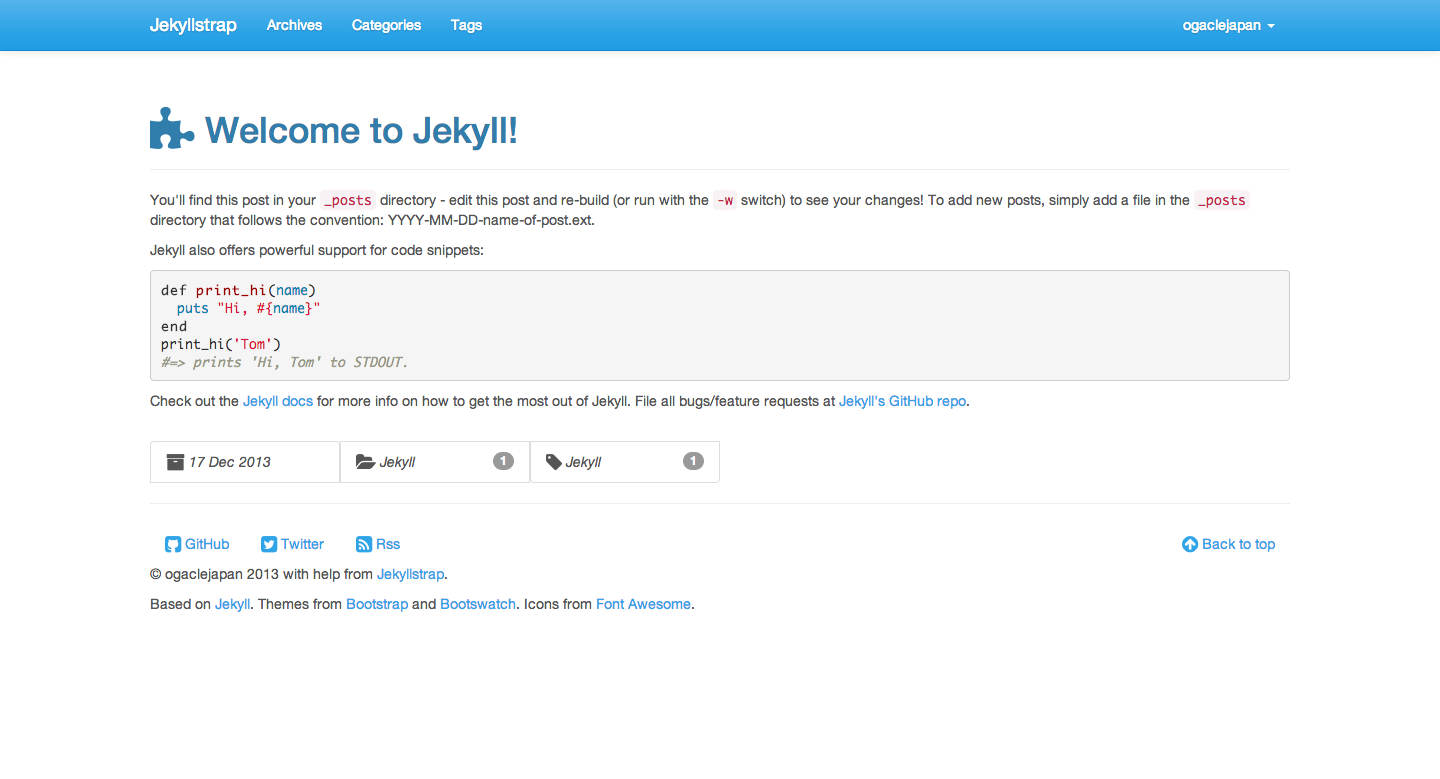 Jekyllstrap Archives Categories Tags ogaclejapan
Welcome to Jekyll!
You'll find this post in your _posts directory - edit this post and re-build (or run with the -w switch) to see your changes! To add new posts, simply add a file in the _posts
directory that follows the convention: YYYY-MM-DD-name-of-post.ext.
Jekyll also offers powerful support for code snippets:
def print_hi(name)
  puts "Hi, #{name}"
end
print_hi('Tom')
#=> prints 'Hi, Tom' to STDOUT.
Check out the Jekyll docs for more info on how to get the most out of Jekyll. File all bugs/feature requests at Jekyll's GitHub repo.
17 Dec 2013 Jekyll 1 Jekyll 1
GitHub Twitter Rss Back to top
© ogaclejapan 2013 with help from Jekyllstrap.
Based on Jekyll. Themes from Bootstrap and Bootswatch. Icons from Font Awesome.